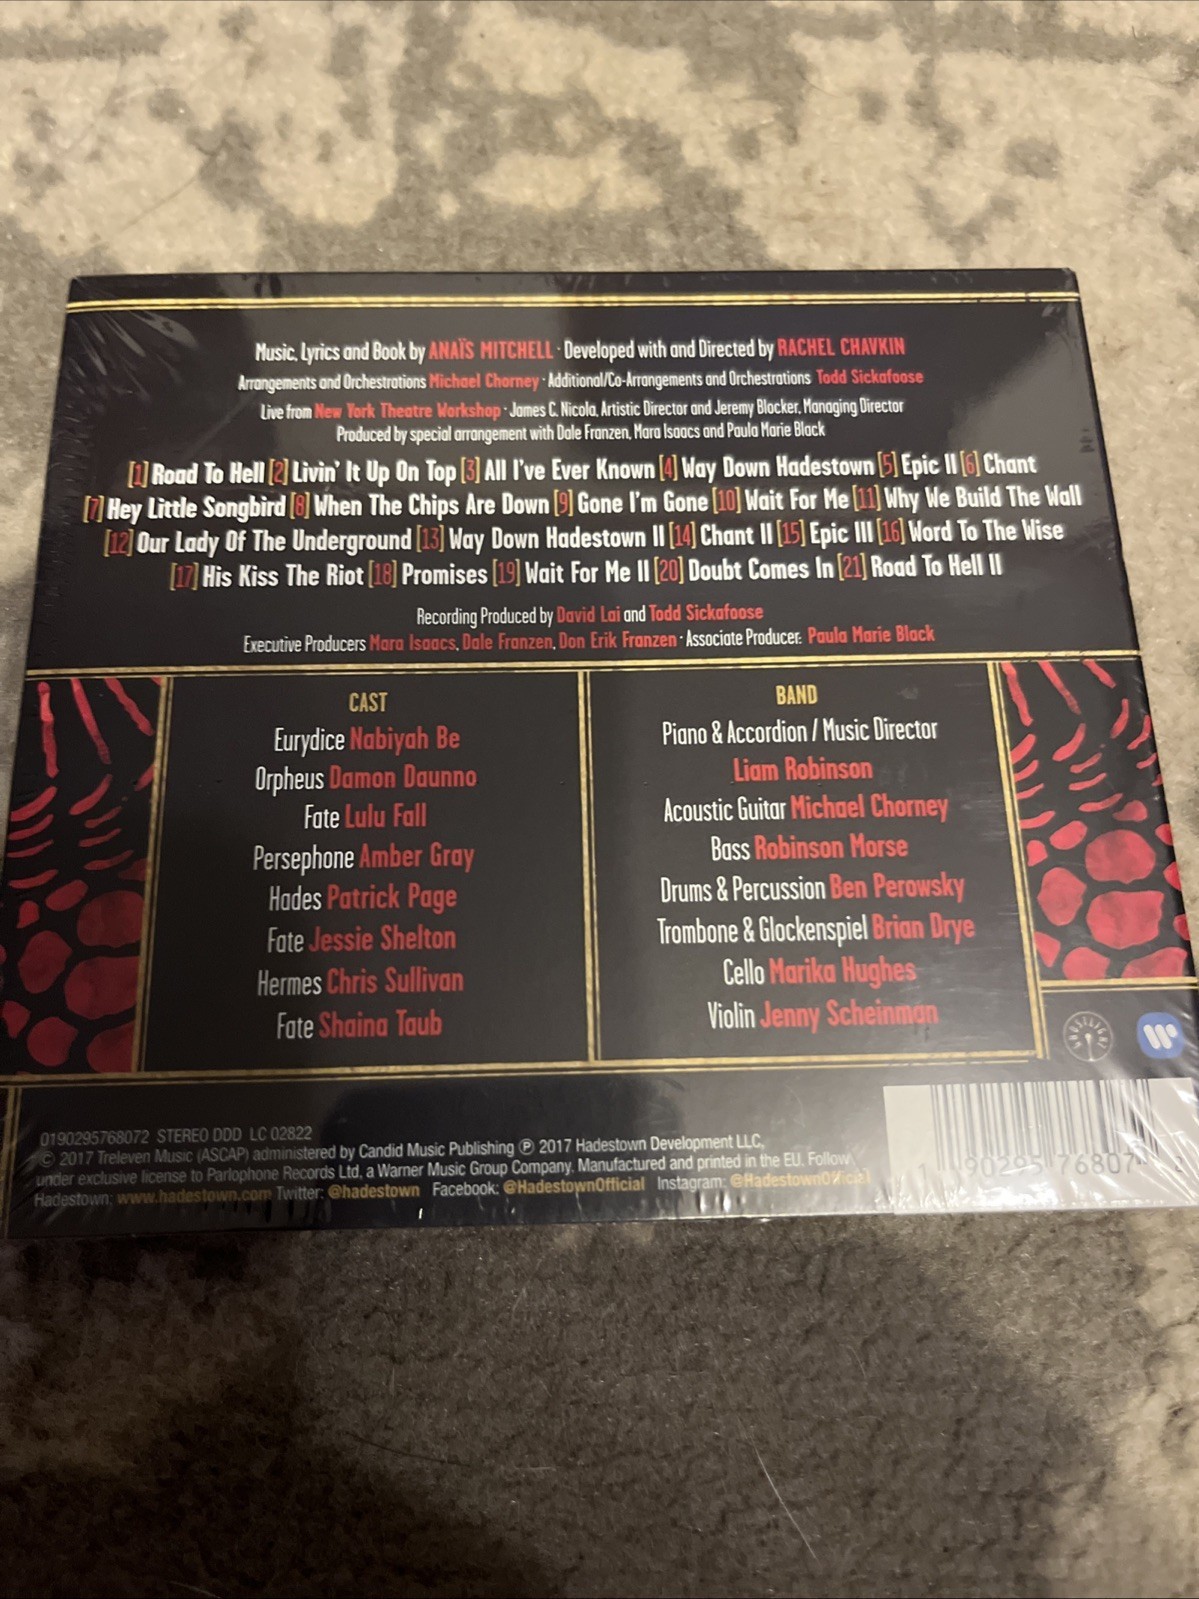 Music, Lyrics and Book by ANAÏS MITCHELL · Developed with and Directed by RACHEL CHAVKIN
Arrangements and Orchestrations Michael Chorney · Additional/Co-Arrangements and Orchestrations Todd Sickafoose
Live from New York Theatre Workshop · James C. Nicola, Artistic Director and Jeremy Blocker, Managing Director
Produced by special arrangement with Dale Franzen, Mara Isaacs and Paula Marie Black
[1] Road To Hell [2] Livin' It Up On Top [3] All I've Ever Known [4] Way Down Hadestown [5] Epic II [6] Chant
[7] Hey Little Songbird [8] When The Chips Are Down [9] Gone I'm Gone [10] Wait For Me [11] Why We Build The Wall
[12] Our Lady Of The Underground [13] Way Down Hadestown II [14] Chant II [15] Epic III [16] Word To The Wise
[17] His Kiss The Riot [18] Promises [19] Wait For Me II [20] Doubt Comes In [21] Road To Hell II
Recording Produced by David Lai and Todd Sickafoose
Executive Producers Mara Isaacs, Dale Franzen, Don Erik Franzen · Associate Producer: Paula Marie Black
CAST
Eurydice Nabiyah Be
Orpheus Damon Daunno
Fate Lulu Fall
Persephone Amber Gray
Hades Patrick Page
Fate Jessie Shelton
Hermes Chris Sullivan
Fate Shaina Taub
BAND
Piano & Accordion / Music Director
Liam Robinson
Acoustic Guitar Michael Chorney
Bass Robinson Morse
Drums & Percussion Ben Perowsky
Trombone & Glockenspiel Brian Drye
Cello Marika Hughes
Violin Jenny Scheinman
GHOSTLIGHT
0190295768072 STEREO DDD LC 02822
© 2017 Treleven Music (ASCAP) administered by Candid Music Publishing ℗ 2017 Hadestown Development LLC,
under exclusive license to Parlophone Records Ltd, a Warner Music Group Company. Manufactured and printed in the EU. Follow
Hadestown: www.hadestown.com Twitter: @hadestown Facebook: @HadestownOfficial Instagram: @HadestownOfficial